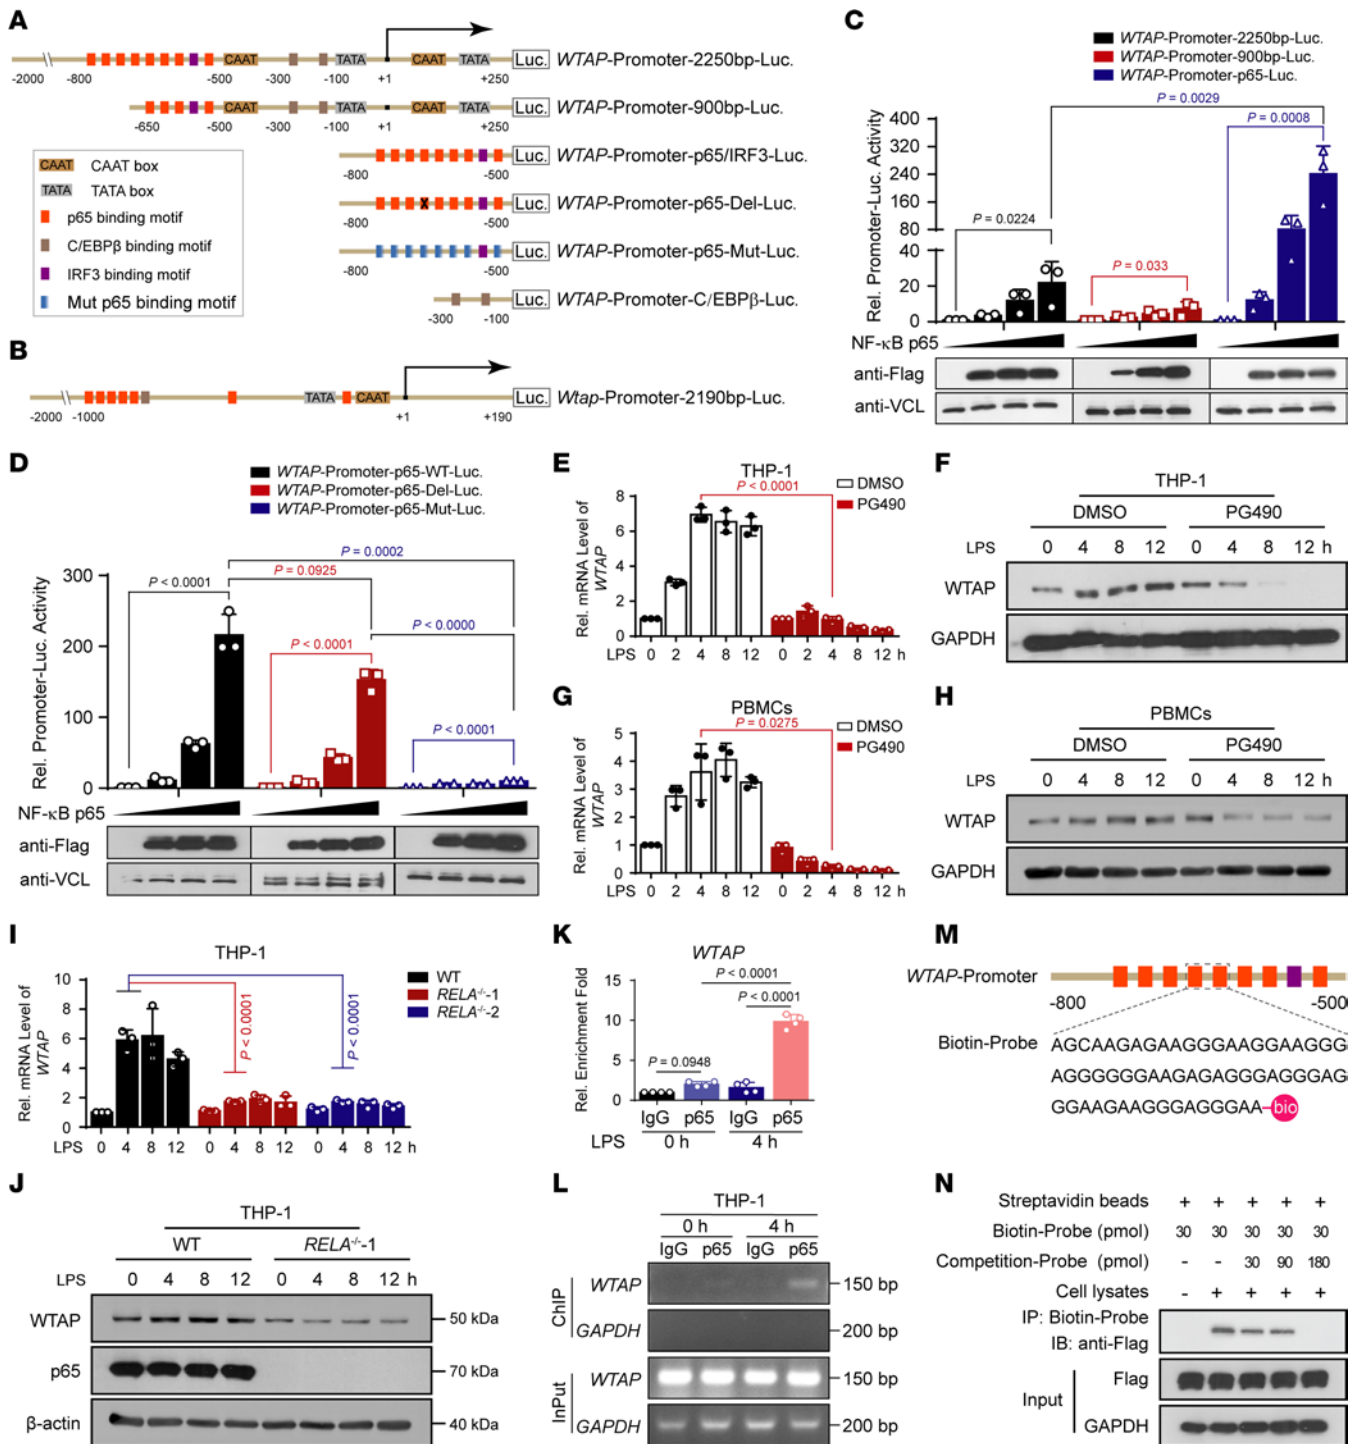 A
CAAT TATA CAAT TATA Luc. WTAP-Promoter-2250bp-Luc.
-2000 -800 -500 -300 -100 +1 +250
CAAT TATA CAAT TATA Luc. WTAP-Promoter-900bp-Luc.
-650 -500 -300 -100 +1 +250
Luc. WTAP-Promoter-p65/IRF3-Luc.
-800 -500
Luc. WTAP-Promoter-p65-Del-Luc.
-800 -500
Luc. WTAP-Promoter-p65-Mut-Luc.
-800 -500
Luc. WTAP-Promoter-C/EBPβ-Luc.
-300 -100
CAAT CAAT box
TATA TATA box
p65 binding motif
C/EBPβ binding motif
IRF3 binding motif
Mut p65 binding motif
B
TATA CAAT Luc. Wtap-Promoter-2190bp-Luc.
-2000 -1000 +1 +190
C
WTAP-Promoter-2250bp-Luc.
WTAP-Promoter-900bp-Luc.
WTAP-Promoter-p65-Luc.
Rel. Promoter-Luc. Activity
400
320
240
160
80
40
20
0
P = 0.0029
P = 0.0008
P = 0.0224
P = 0.033
NF-κB p65
anti-Flag
anti-VCL
D
WTAP-Promoter-p65-WT-Luc.
WTAP-Promoter-p65-Del-Luc.
WTAP-Promoter-p65-Mut-Luc.
Rel. Promoter-Luc. Activity
300
200
100
0
P = 0.0002
P < 0.0001
P = 0.0925
P < 0.0000
P < 0.0001
P < 0.0001
NF-κB p65
anti-Flag
anti-VCL
E
THP-1
DMSO
PG490
P < 0.0001
Rel. mRNA Level of
WTAP
8
6
4
2
0
LPS 0 2 4 8 12 0 2 4 8 12 h
F
THP-1
DMSO PG490
LPS 0 4 8 12 0 4 8 12 h
WTAP
GAPDH
G
PBMCs
DMSO
PG490
P = 0.0275
Rel. mRNA Level of
WTAP
5
4
3
2
1
0
LPS 0 2 4 8 12 0 2 4 8 12 h
H
PBMCs
DMSO PG490
LPS 0 4 8 12 0 4 8 12 h
WTAP
GAPDH
I
THP-1
WT
RELA-/--1
RELA-/--2
Rel. mRNA Level of
WTAP
10
8
6
4
2
0
P < 0.0001
P < 0.0001
LPS 0 4 8 12 0 4 8 12 0 4 8 12 h
J
THP-1
WT RELA-/--1
LPS 0 4 8 12 0 4 8 12 h
WTAP 50 kDa
p65 70 kDa
β-actin 40 kDa
K
WTAP
Rel. Enrichment Fold
15
10
5
0
P < 0.0001
P < 0.0001
P = 0.0948
IgG p65 IgG p65
LPS 0 h 4 h
L
THP-1
0 h 4 h
IgG p65 IgG p65
ChIP
WTAP 150 bp
GAPDH 200 bp
InPut
WTAP 150 bp
GAPDH 200 bp
M
WTAP-Promoter
-800 -500
Biotin-Probe AGCAAGAGAAGGGAAGGAAGGG
AGGGGGGAAGAGAGGGAGGGAG
GGAAGAAGGGAGGGAA-bio
N
Streptavidin beads + + + + +
Biotin-Probe (pmol) 30 30 30 30 30
Competition-Probe (pmol) - - 30 90 180
Cell lysates - + + + +
IP: Biotin-Probe
IB: anti-Flag
Input
Flag
GAPDH